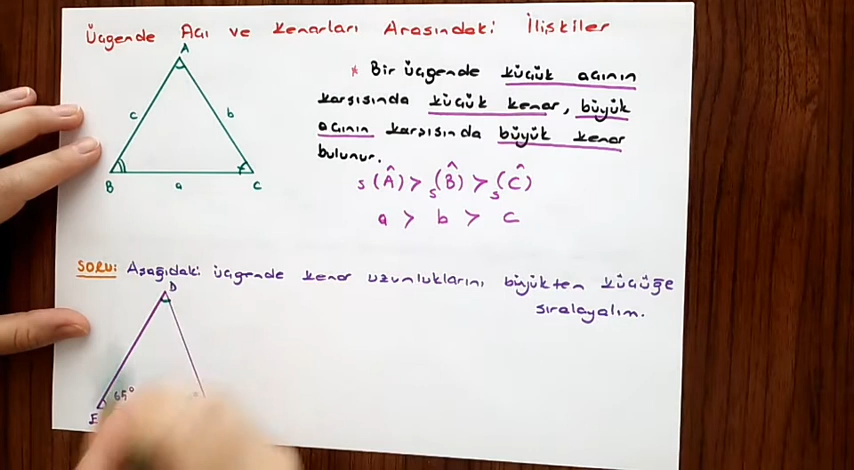 Üçgende Açı ve Kenarları Arasındaki İlişkiler
A
c
b
B
a
C
* Bir üçgende küçük açının
karşısında küçük kenar, büyük
açının karşısında büyük kenar
bulunur.
s(Â) > s(B̂) > s(Ĉ)
a > b > c
SORU: Aşağıdaki üçgende kenar uzunluklarını büyükten küçüğe
sıralayalım.
D
65°
E